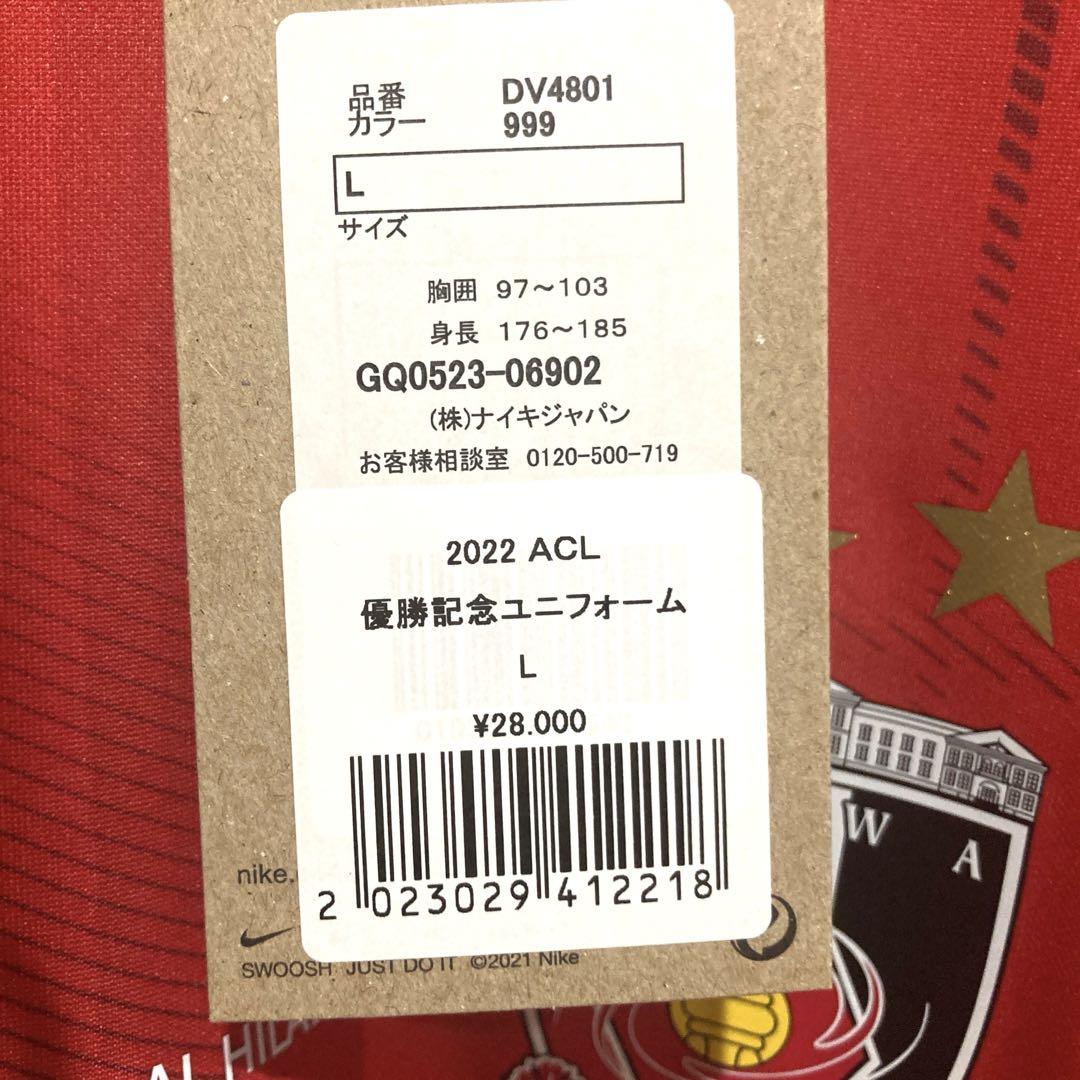 品番 DV4801
カラー 999
L
サイズ
胸囲 97～103
身長 176～185
GQ0523-06902
(株)ナイキジャパン
お客様相談室 0120-500-719
2022 ACL
優勝記念ユニフォーム
L
¥28.000
2 023029 412218
nike.
SWOOSH JUST DO IT ©2021 Nike
W A
AL